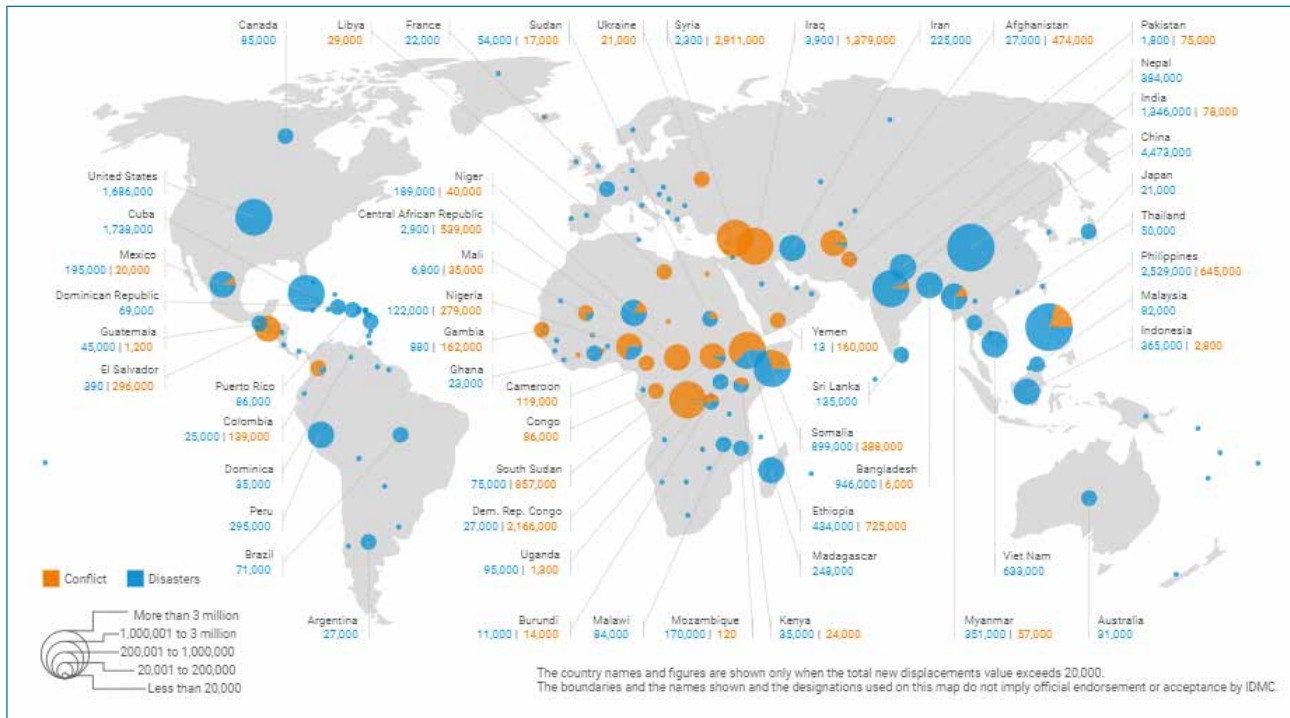 Canada
85,000
Libya
29,000
France
22,000
Sudan
54,000 | 17,000
Ukraine
21,000
Syria
2,300 | 2,911,000
Iraq
3,900 | 1,379,000
Iran
225,000
Afghanistan
27,000 | 474,000
Pakistan
1,800 | 75,000
Nepal
384,000
India
1,346,000 | 78,000
China
4,473,000
Japan
21,000
Thailand
50,000
Philippines
2,529,000 | 645,000
Malaysia
82,000
Indonesia
365,000 | 2,800
United States
1,686,000
Cuba
1,738,000
Mexico
195,000 | 20,000
Dominican Republic
69,000
Guatemala
45,000 | 1,200
El Salvador
390 | 296,000
Puerto Rico
86,000
Colombia
25,000 | 139,000
Dominica
35,000
Peru
295,000
Brazil
71,000
Argentina
27,000
Niger
189,000 | 40,000
Central African Republic
2,900 | 539,000
Mali
6,800 | 35,000
Nigeria
122,000 | 279,000
Gambia
880 | 162,000
Ghana
23,000
Cameroon
119,000
Congo
86,000
South Sudan
75,000 | 857,000
Dem. Rep. Congo
27,000 | 2,166,000
Uganda
95,000 | 1,300
Burundi
11,000 | 14,000
Malawi
84,000
Mozambique
170,000 | 120
Kenya
35,000 | 24,000
Yemen
13 | 160,000
Sri Lanka
135,000
Somalia
899,000 | 388,000
Bangladesh
946,000 | 6,000
Ethiopia
434,000 | 725,000
Madagascar
248,000
Viet Nam
633,000
Myanmar
351,000 | 57,000
Australia
31,000
Conflict
Disasters
More than 3 million
1,000,001 to 3 million
200,001 to 1,000,000
20,001 to 200,000
Less than 20,000
The country names and figures are shown only when the total new displacements value exceeds 20,000.
The boundaries and the names shown and the designations used on this map do not imply official endorsement or acceptance by IDMC.